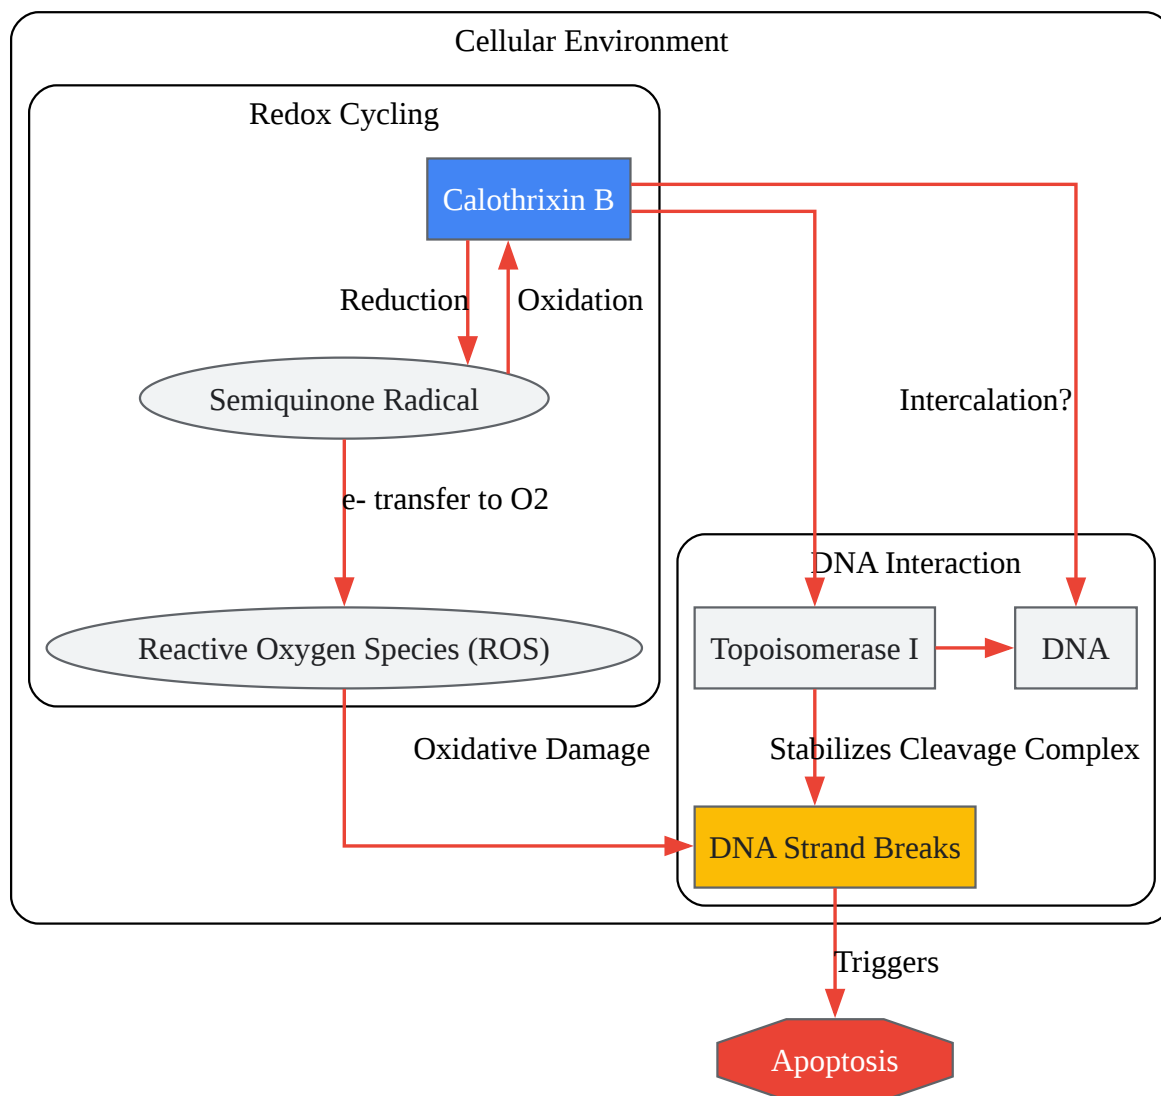 Cellular Environment
Redox Cycling
Calothrixin B
Reduction
Oxidation
Semiquinone Radical
Intercalation?
e- transfer to O2
DNA Interaction
Reactive Oxygen Species (ROS)
Topoisomerase I
DNA
Oxidative Damage
Stabilizes Cleavage Complex
DNA Strand Breaks
Triggers
Apoptosis